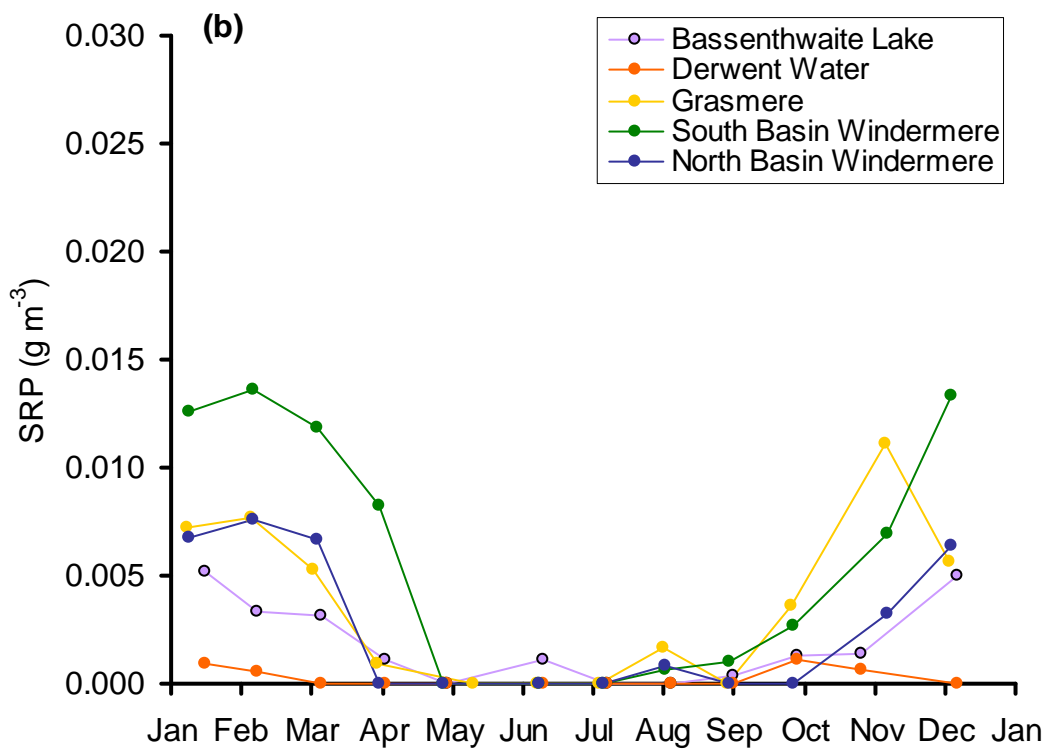 (b)
Bassenthwaite Lake
Derwent Water
Grasmere
South Basin Windermere
North Basin Windermere
0.030
0.025
0.020
0.015
0.010
0.005
0.000
SRP (g m⁻³)
Jan Feb Mar Apr May Jun Jul Aug Sep Oct Nov Dec Jan